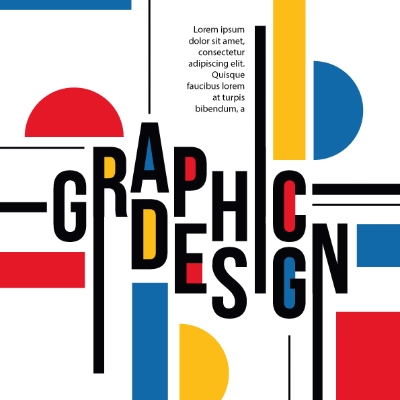 Lorem ipsum
dolor sit amet,
consectetur
adipiscing elit.
Quisque
faucibus lorem
at turpis
bibendum, a
GRAPHIC
DESIGN